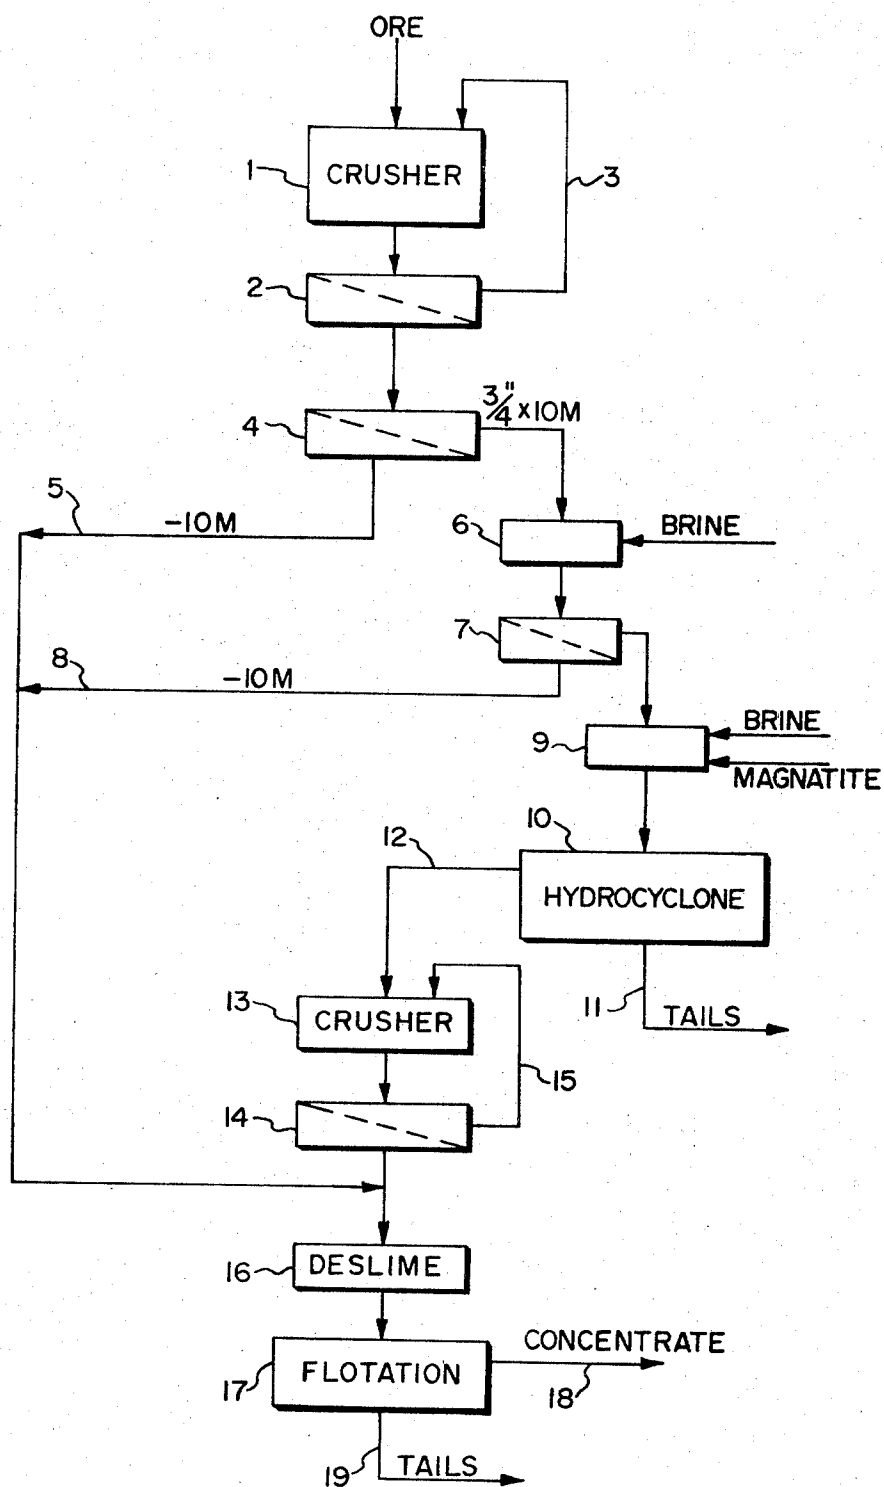 ORE
1
CRUSHER
3
2
3/4" x 10M
4
5
-10M
6
BRINE
7
8
-10M
BRINE
9
MAGNATITE
10
12
HYDROCYCLONE
13
CRUSHER
11
TAILS
15
14
16
DESLIME
CONCENTRATE
17
FLOTATION
18
19
TAILS